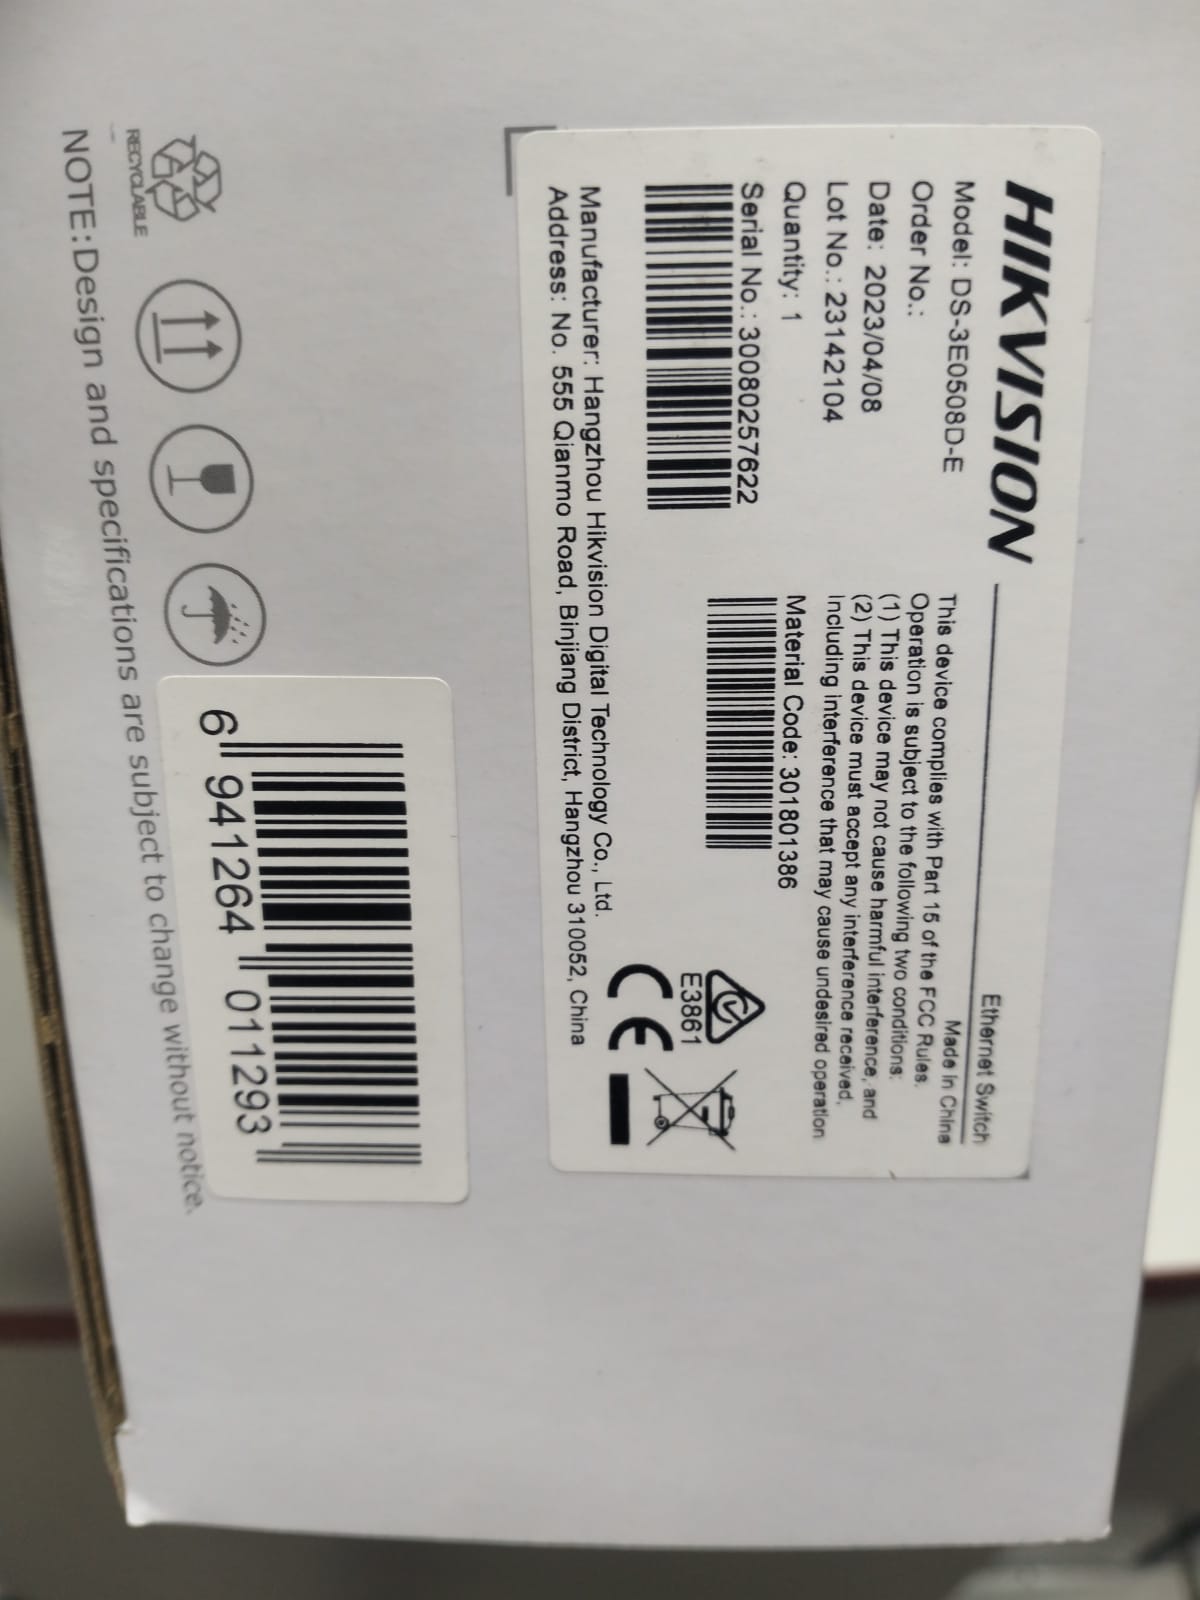 HIKVISION
Ethernet Switch
Made in China
Model: DS-3E0508D-E
Order No.:
Date: 2023/04/08
Lot No.: 23142104
Quantity: 1
Serial No.: 30080257622
This device complies with Part 15 of the FCC Rules.
Operation is subject to the following two conditions:
(1) This device may not cause harmful interference, and
(2) This device must accept any interference received,
including interference that may cause undesired operation
Material Code: 301801386
E3861
CE
Manufacturer: Hangzhou Hikvision Digital Technology Co., Ltd.
Address: No. 555 Qianmo Road, Binjiang District, Hangzhou 310052, China
6 941264 011293
RECYCLABLE
NOTE:Design and specifications are subject to change without notice.